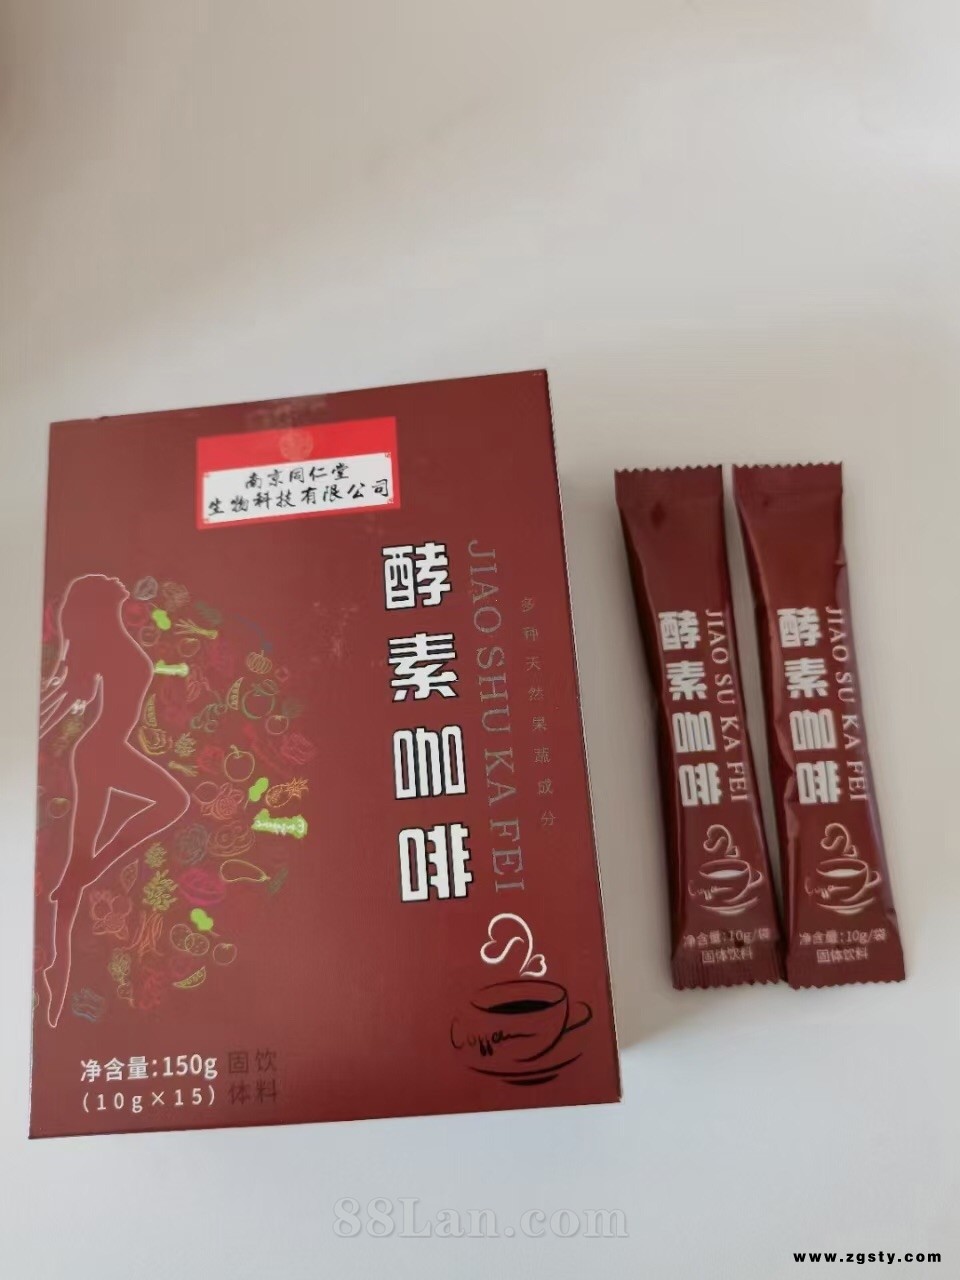 南京同仁堂
生物科技有限公司
酵素咖啡
JIAO SHU KA FEI
多种天然果蔬成分
Coffee
净含量:150g
(10g×15)
固体饮料
酵素咖啡
JIAO SU KA FEI
净含量:10g/袋
固体饮料
酵素咖啡
JIAO SU KA FEI
净含量:10g/袋
固体饮料
88Lan.com
www.zgsty.com